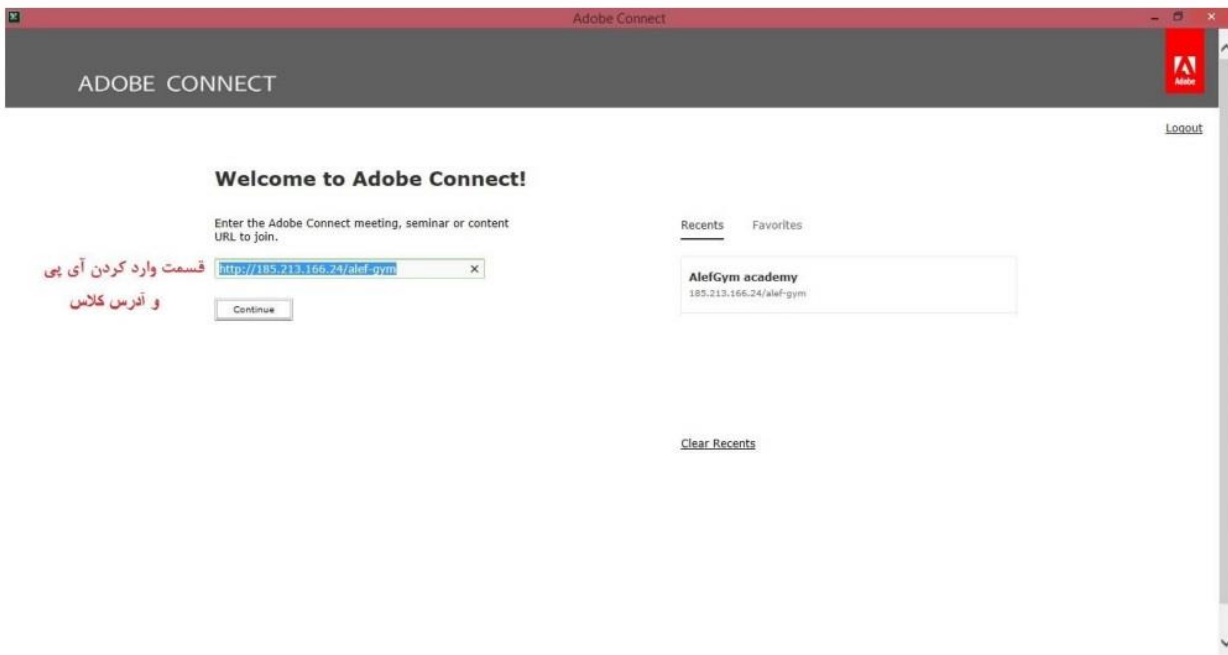 Adobe Connect
ADOBE CONNECT
Adobe
Logout
Welcome to Adobe Connect!
Enter the Adobe Connect meeting, seminar or content
URL to join.
قسمت وارد کردن آی پی
و آدرس کلاس
http://185.213.166.24/alef-gym
Continue
Recents Favorites
AlefGym academy
185.213.166.24/alef-gym
Clear Recents